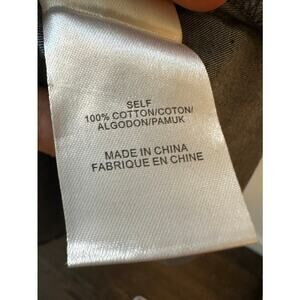 SELF
100% COTTON/COTON/
ALGODON/PAMUK
MADE IN CHINA
FABRIQUE EN CHINE